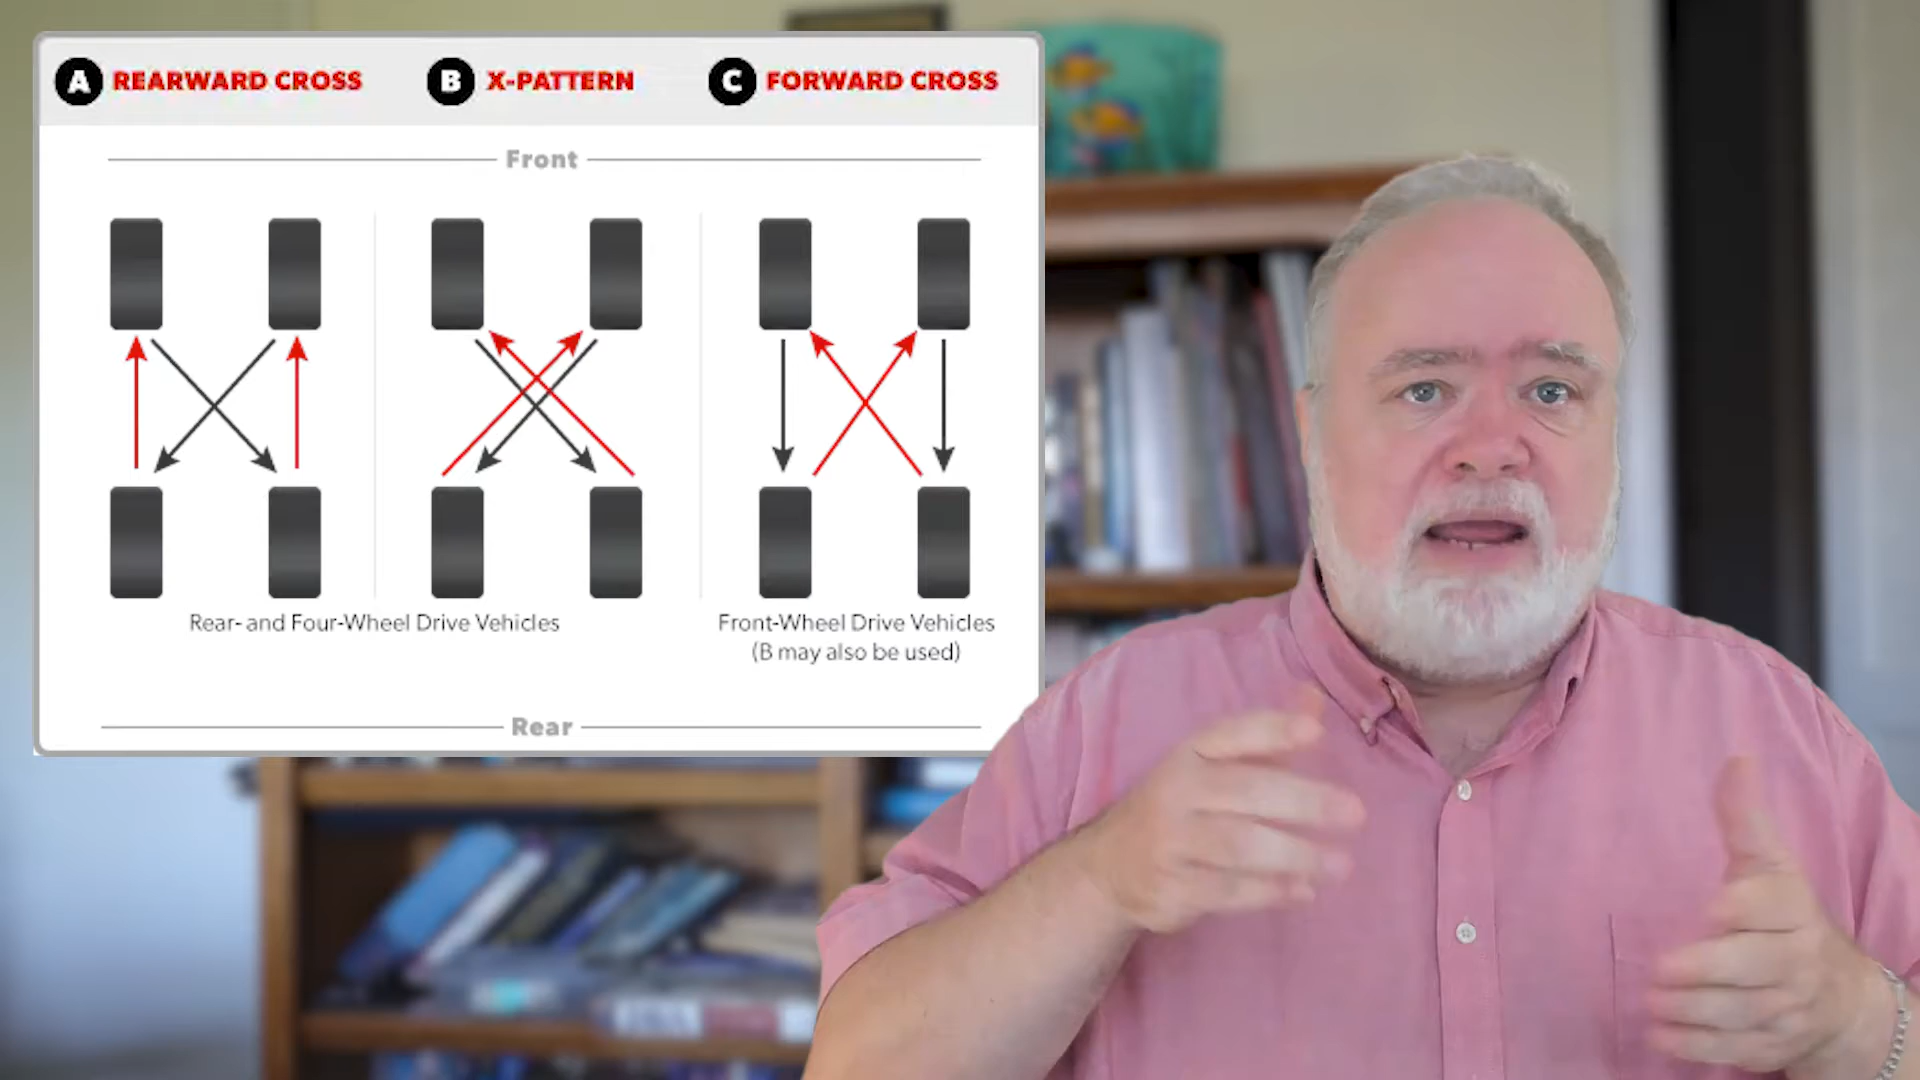 A REARWARD CROSS
B X-PATTERN
C FORWARD CROSS
Front
Rear- and Four-Wheel Drive Vehicles
Front-Wheel Drive Vehicles
(B may also be used)
Rear